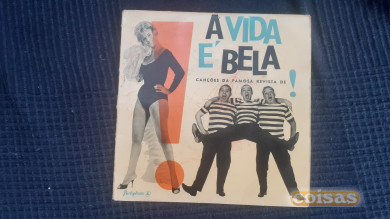 A VIDA
É BELA
!
CANÇÕES DA FAMOSA REVISTA DE
coisas